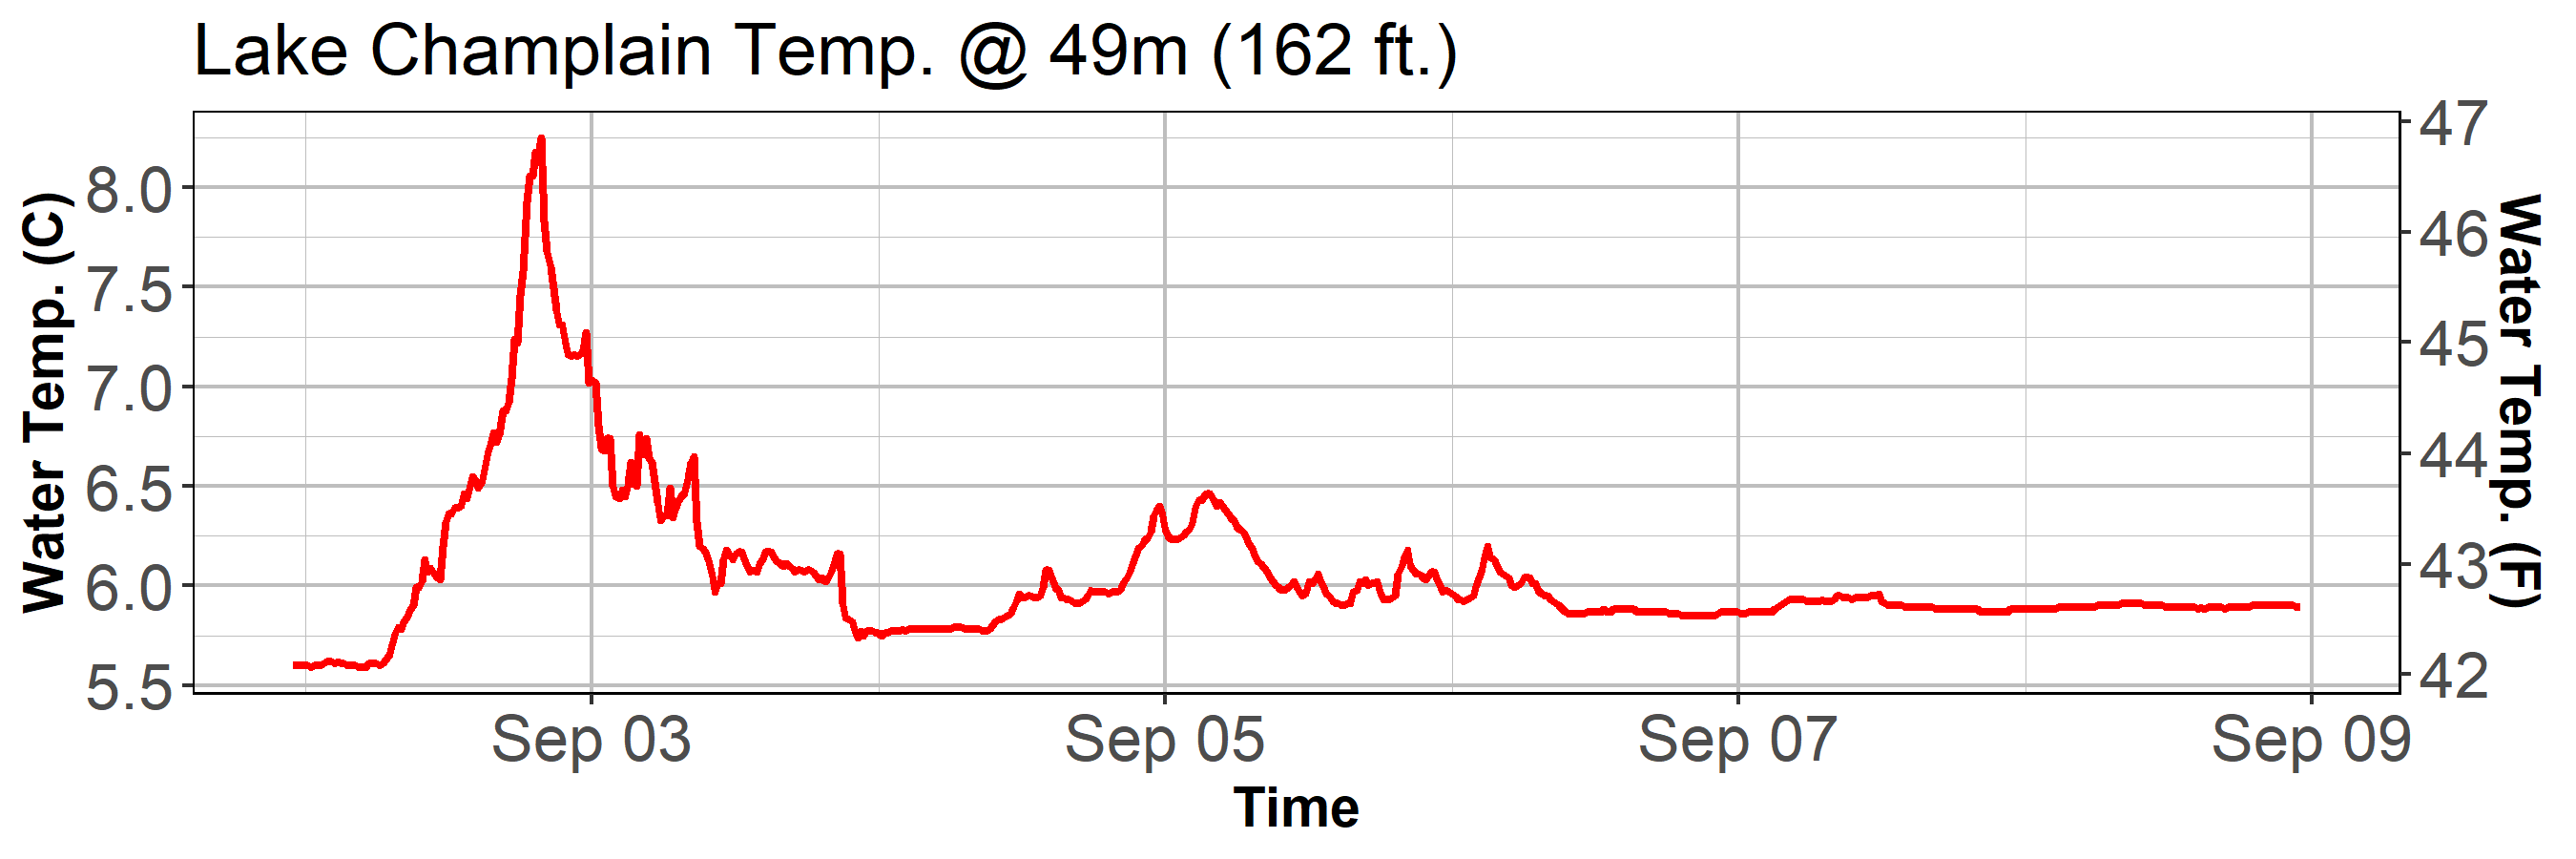 Lake Champlain Temp. @ 49m (162 ft.)
Water Temp. (C)
8.0
7.5
7.0
6.5
6.0
5.5
47
46
45
44
43
42
Water Temp. (F)
Sep 03 Sep 05 Sep 07 Sep 09
Time